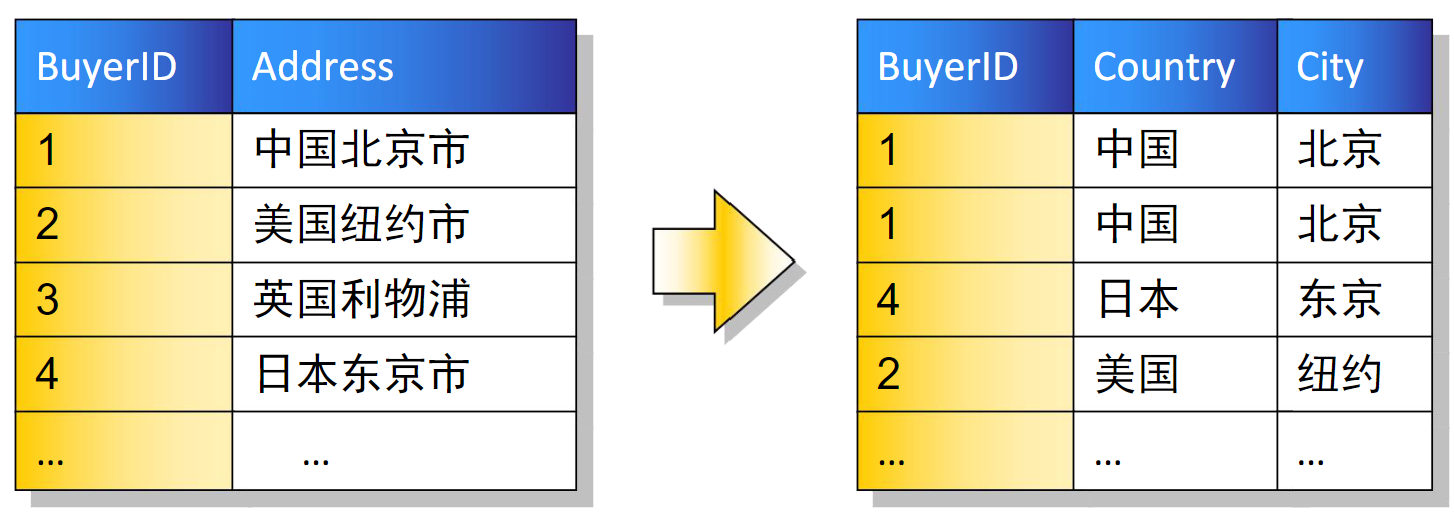 BuyerID Address
1 中国北京市
2 美国纽约市
3 英国利物浦
4 日本东京市
... ...
BuyerID Country City
1 中国 北京
1 中国 北京
4 日本 东京
2 美国 纽约
... ... ...